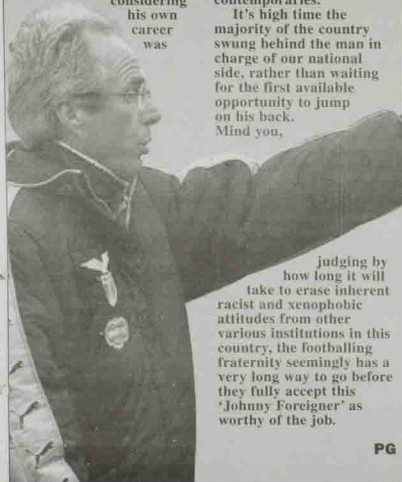 considering
his own
career
was
contemporaries.
It's high time the
majority of the country
swung behind the man in
charge of our national
side, rather than waiting
for the first available
opportunity to jump
on his back.
Mind you,
judging by
how long it will
take to erase inherent
racist and xenophobic
attitudes from other
various institutions in this
country, the footballing
fraternity seemingly has a
very long way to go before
they fully accept this
'Johnny Foreigner' as
worthy of the job.
PG